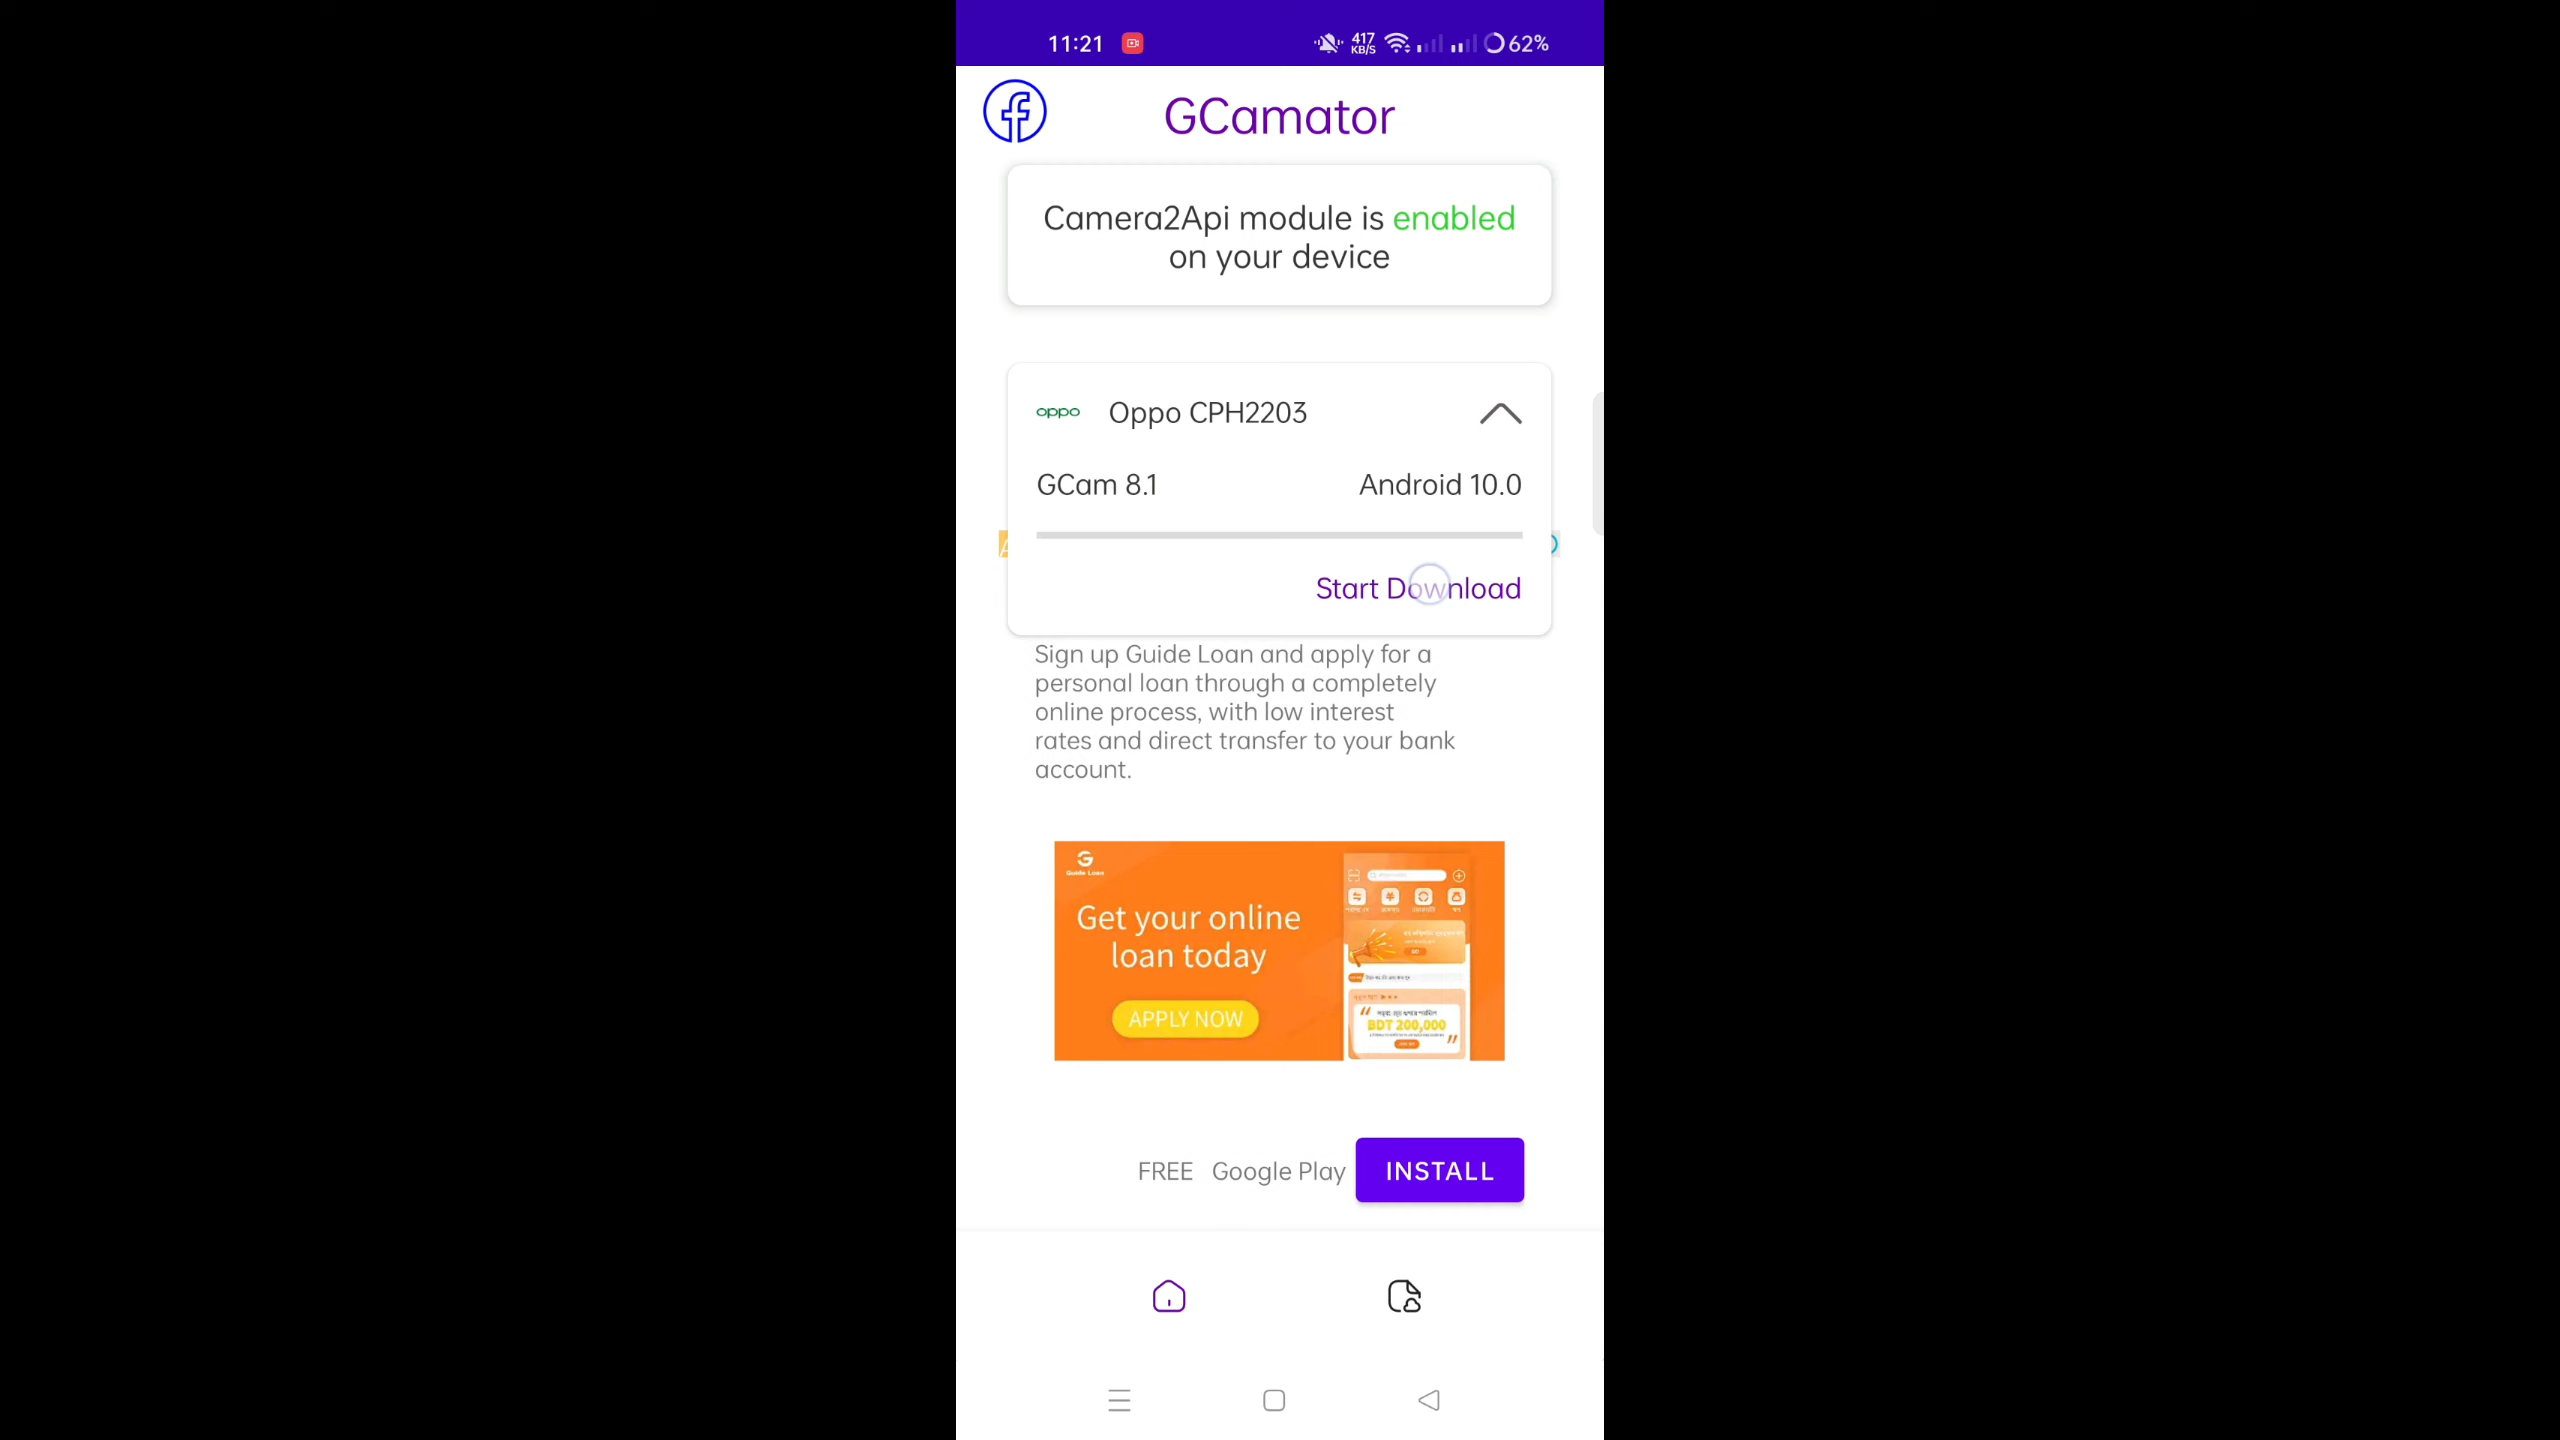 11:21
417
KB/S
62%
GCamator
Camera2Api module is enabled
on your device
oppo
Oppo CPH2203
GCam 8.1
Android 10.0
Start Download
Sign up Guide Loan and apply for a
personal loan through a completely
online process, with low interest
rates and direct transfer to your bank
account.
Guide Loan
Get your online
loan today
APPLY NOW
BDT 200,000
FREE
Google Play
INSTALL